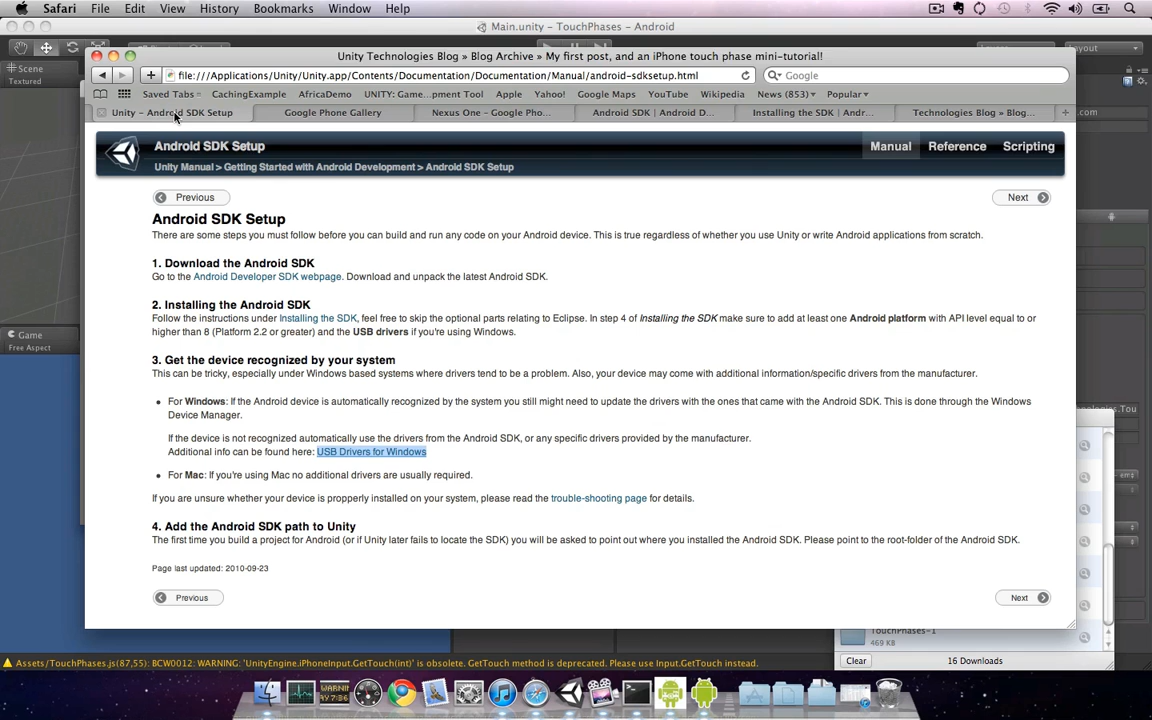 Safari File Edit View History Bookmarks Window Help
Main.unity - TouchPhases - Android
Unity Technologies Blog » Blog Archive » My first post, and an iPhone touch phase mini-tutorial!
file:///Applications/Unity/Unity.app/Contents/Documentation/Documentation/Manual/android-sdksetup.html
Google
Saved Tabs CachingExample AfricaDemo UNITY: Game...pment Tool Apple Yahoo! Google Maps YouTube Wikipedia News (853) Popular
Unity – Android SDK Setup
Google Phone Gallery
Nexus One – Google Pho...
Android SDK | Android D...
Installing the SDK | Andr...
Technologies Blog » Blog...
.com
Layout
Scene
Textured
Game
Free Aspect
Android SDK Setup
Manual Reference Scripting
Unity Manual > Getting Started with Android Development > Android SDK Setup
Previous
Next
Android SDK Setup
There are some steps you must follow before you can build and run any code on your Android device. This is true regardless of whether you use Unity or write Android applications from scratch.
1. Download the Android SDK
Go to the Android Developer SDK webpage. Download and unpack the latest Android SDK.
2. Installing the Android SDK
Follow the instructions under Installing the SDK, feel free to skip the optional parts relating to Eclipse. In step 4 of Installing the SDK make sure to add at least one Android platform with API level equal to or
higher than 8 (Platform 2.2 or greater) and the USB drivers if you're using Windows.
3. Get the device recognized by your system
This can be tricky, especially under Windows based systems where drivers tend to be a problem. Also, your device may come with additional information/specific drivers from the manufacturer.
• For Windows: If the Android device is automatically recognized by the system you still might need to update the drivers with the ones that came with the Android SDK. This is done through the Windows
Device Manager.
If the device is not recognized automatically use the drivers from the Android SDK, or any specific drivers provided by the manufacturer.
Additional info can be found here: USB Drivers for Windows
• For Mac: If you're using Mac no additional drivers are usually required.
If you are unsure whether your device is propperly installed on your system, please read the trouble-shooting page for details.
4. Add the Android SDK path to Unity
The first time you build a project for Android (or if Unity later fails to locate the SDK) you will be asked to point out where you installed the Android SDK. Please point to the root-folder of the Android SDK.
Page last updated: 2010-09-23
Previous
Next
TouchPhases-1
469 KB
Clear
16 Downloads
Assets/TouchPhases.js(87,55): BCW0012: WARNING: 'UnityEngine.iPhoneInput.GetTouch(int)' is obsolete. GetTouch method is deprecated. Please use Input.GetTouch instead.